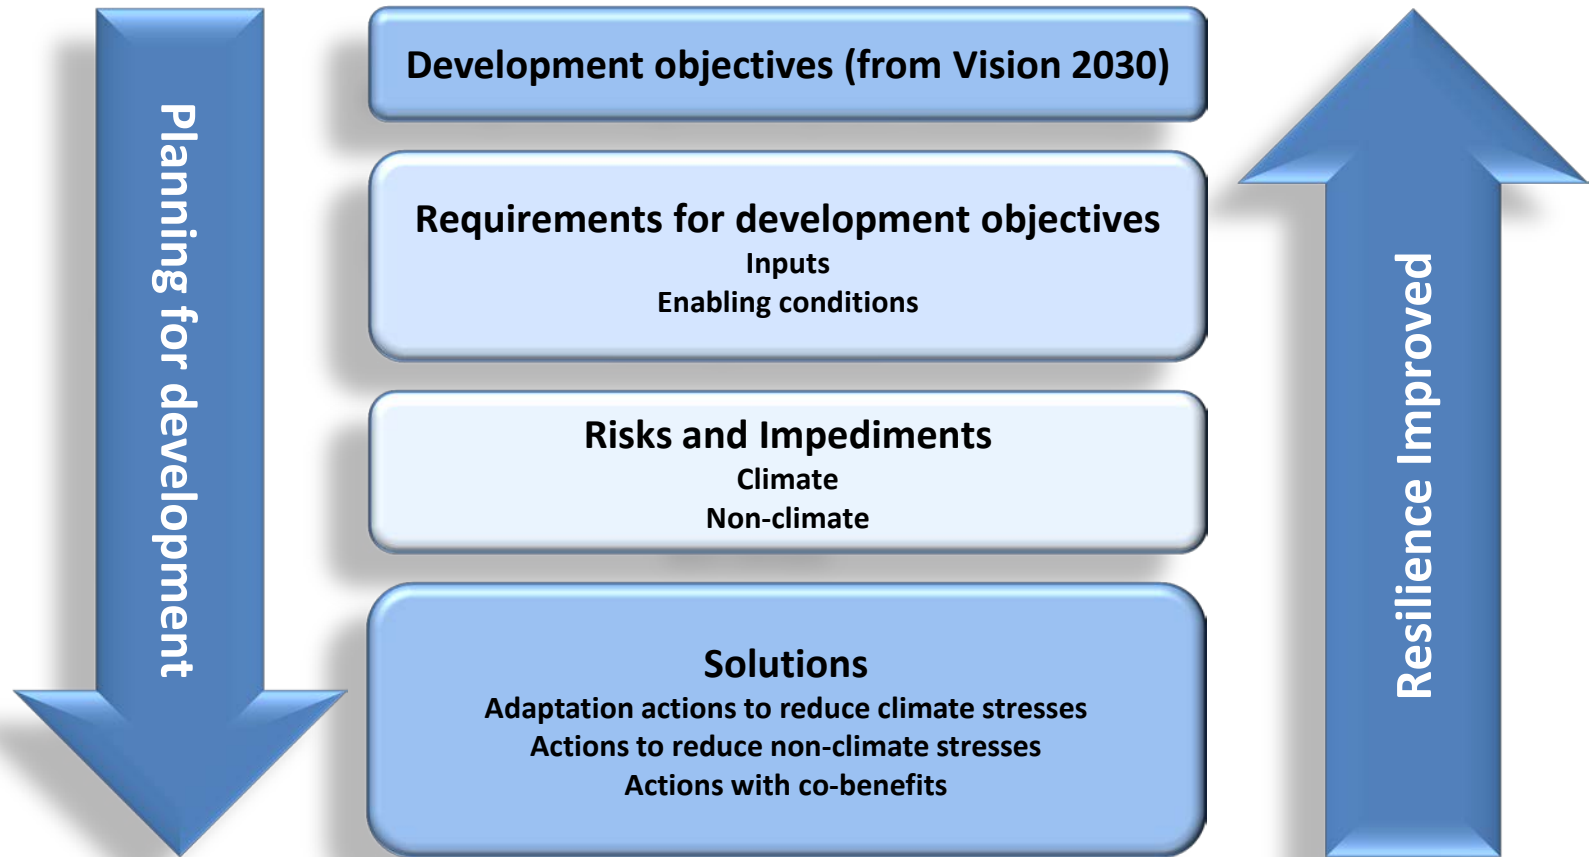 Planning for development
Development objectives (from Vision 2030)
Requirements for development objectives
Inputs
Enabling conditions
Risks and Impediments
Climate
Non-climate
Solutions
Adaptation actions to reduce climate stresses
Actions to reduce non-climate stresses
Actions with co-benefits
Resilience Improved